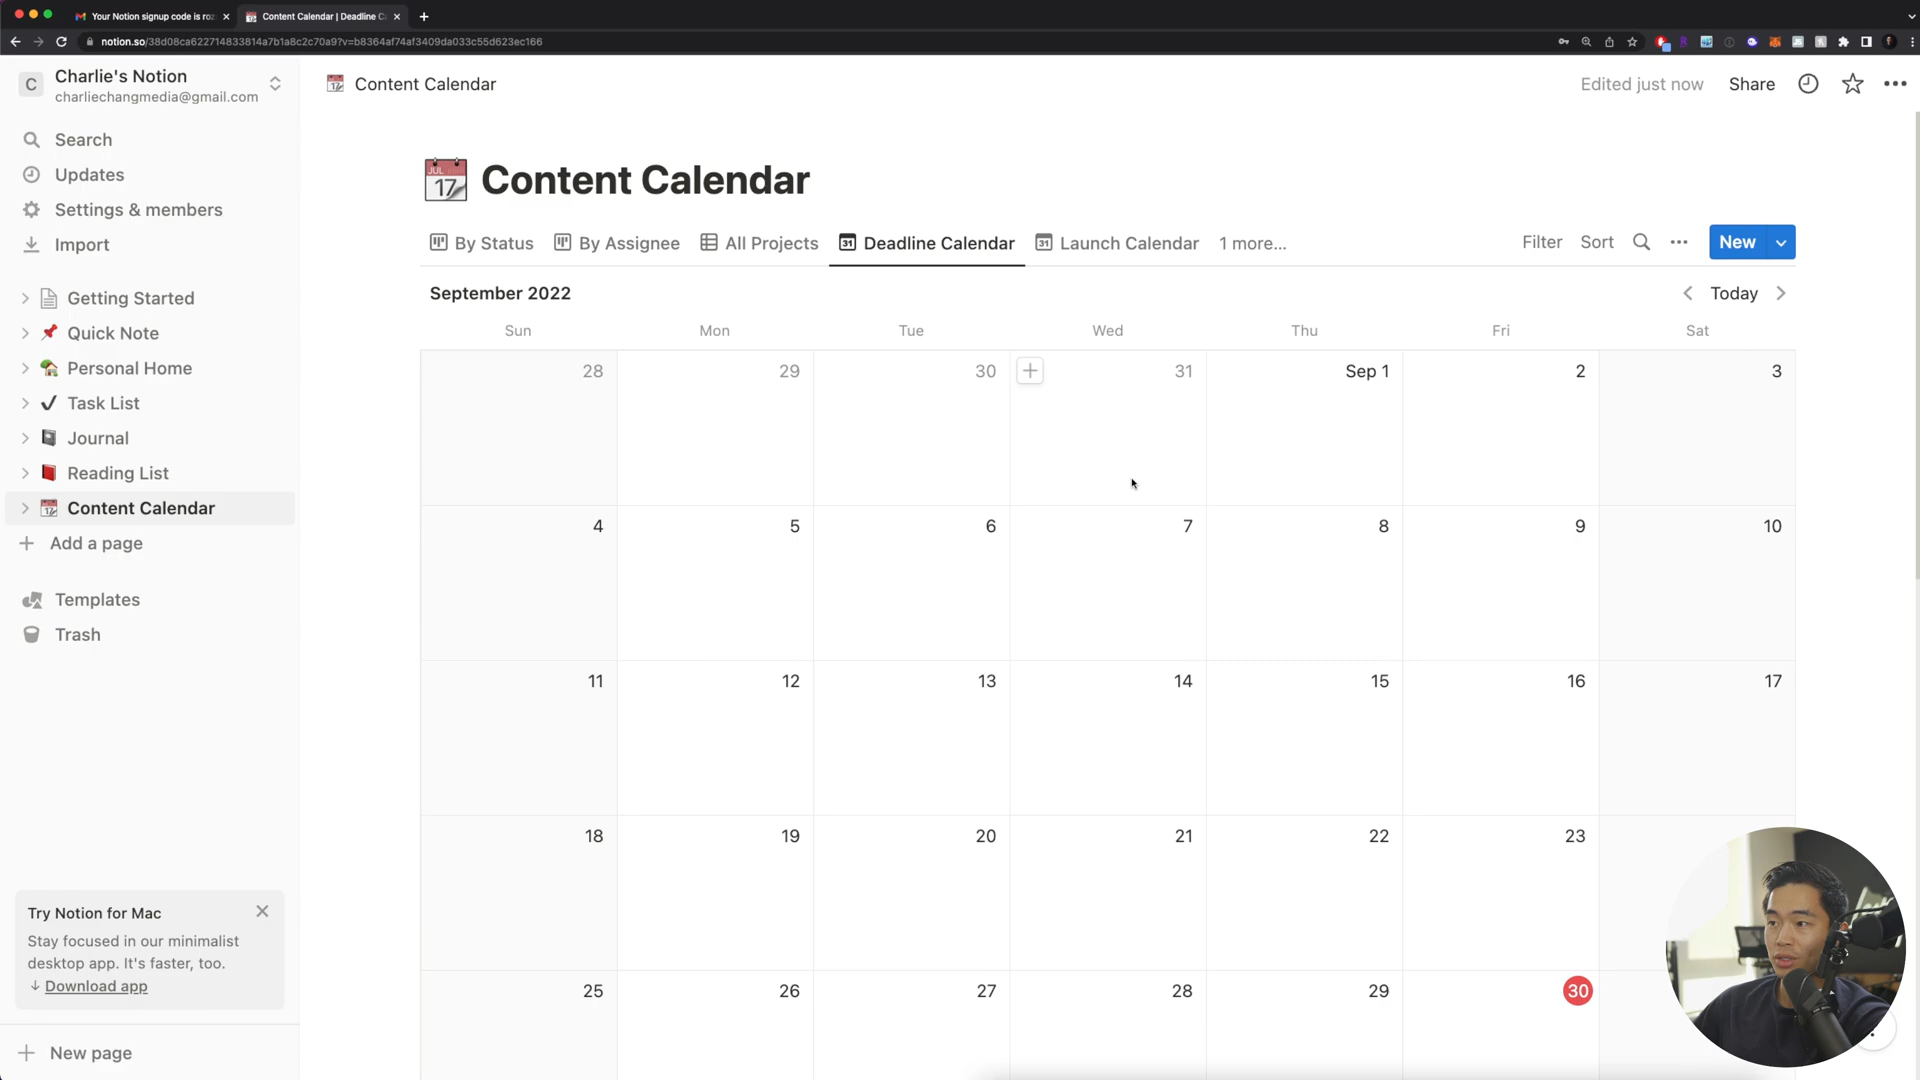 Your Notion signup code is roz
Content Calendar | Deadline C
notion.so/38d08ca622714833814a7b1a8c2c70a9?v=b8364af74af3409da033c55d623ec166
C
Charlie's Notion
charliechangmedia@gmail.com
Search
Updates
Settings & members
Import
Getting Started
Quick Note
Personal Home
Task List
Journal
Reading List
Content Calendar
Add a page
Templates
Trash
Try Notion for Mac
Stay focused in our minimalist
desktop app. It's faster, too.
Download app
New page
Content Calendar
Edited just now
Share
JUL
17
Content Calendar
By Status
By Assignee
All Projects
31 Deadline Calendar
31 Launch Calendar
1 more...
Filter
Sort
New
September 2022
Today
Sun Mon Tue Wed Thu Fri Sat
28 29 30 31 Sep 1 2 3
4 5 6 7 8 9 10
11 12 13 14 15 16 17
18 19 20 21 22 23
25 26 27 28 29 30